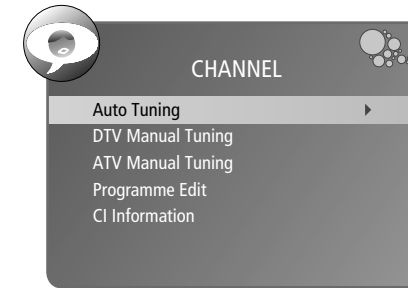 CHANNEL
Auto Tuning
DTV Manual Tuning
ATV Manual Tuning
Programme Edit
CI Information